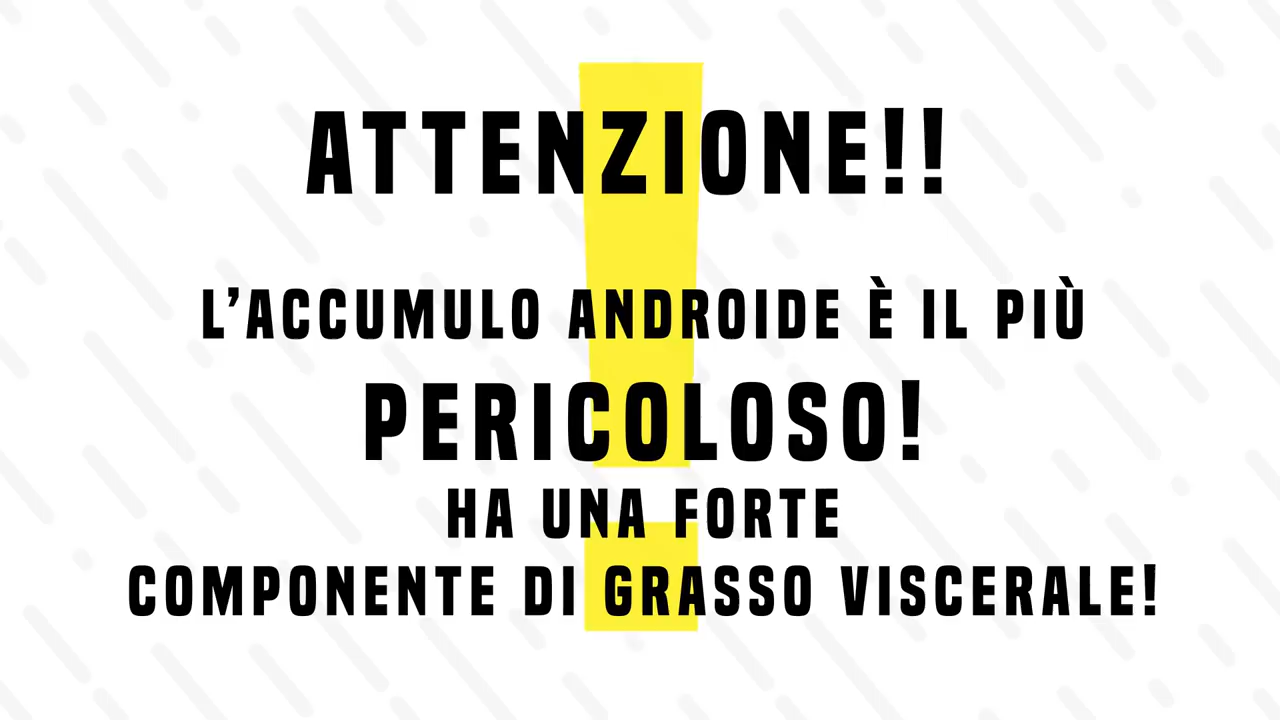 ATTENZIONE!!
L'ACCUMULO ANDROIDE È IL PIÙ
PERICOLOSO!
HA UNA FORTE
COMPONENTE DI GRASSO VISCERALE!